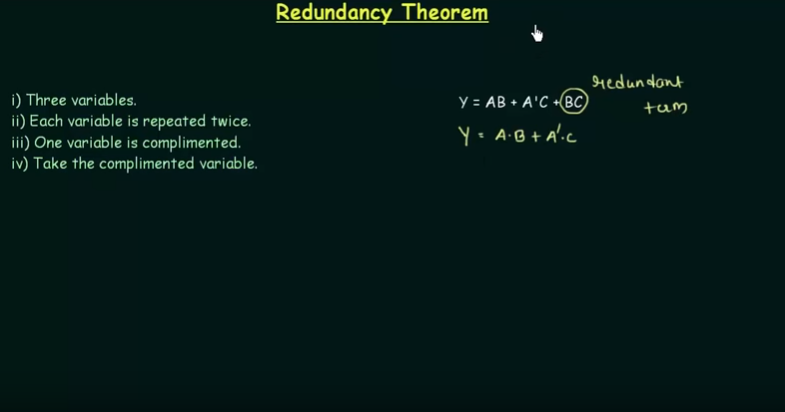 Redundancy Theorem
i) Three variables.
ii) Each variable is repeated twice.
iii) One variable is complimented.
iv) Take the complimented variable.
Y = AB + A'C + BC
redundant
term
Y = A·B + A'·C